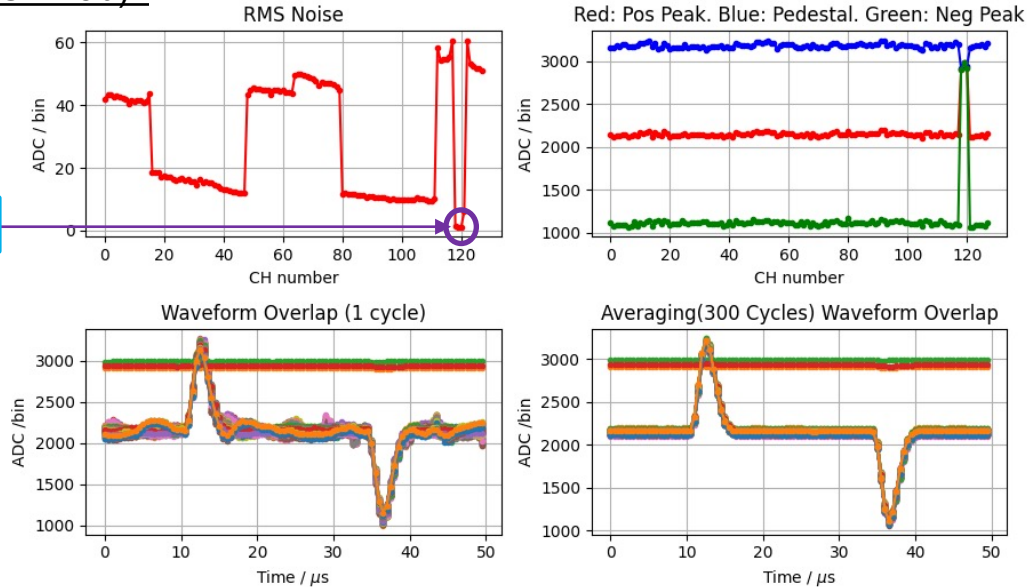 RMS Noise
60
40
20
0
ADC / bin
0 20 40 60 80 100 120
CH number
Red: Pos Peak. Blue: Pedestal. Green: Neg Peak
3000
2500
2000
1500
1000
ADC / bin
0 20 40 60 80 100 120
CH number
Waveform Overlap (1 cycle)
3000
2500
2000
1500
1000
ADC /bin
0 10 20 30 40 50
Time / μs
Averaging(300 Cycles) Waveform Overlap
3000
2500
2000
1500
1000
ADC /bin
0 10 20 30 40 50
Time / μs